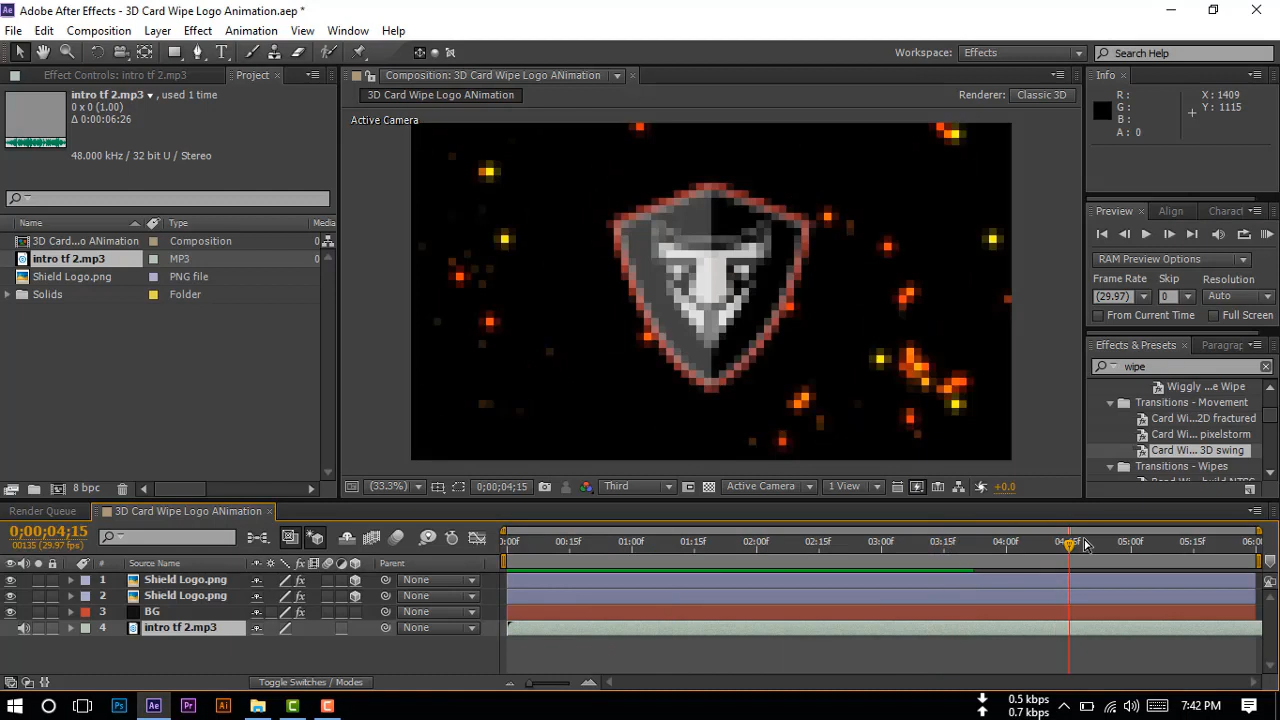 Adobe After Effects - 3D Card Wipe Logo Animation.aep *
File Edit Composition Layer Effect Animation View Window Help
Workspace: Effects
Search Help
Effect Controls: intro tf 2.mp3 Project
Composition: 3D Card Wipe Logo ANimation
Info
intro tf 2.mp3 , used 1 time
0 x 0 (1.00)
Δ 0:00:06:26
48.000 kHz / 32 bit U / Stereo
3D Card Wipe Logo ANimation
Renderer: Classic 3D
Active Camera
R :
G :
B :
A : 0
X : 1409
Y : 1115
Name Type Media
3D Card...o ANimation Composition
intro tf 2.mp3 MP3
Shield Logo.png PNG file
Solids Folder
Preview Align Charact
RAM Preview Options
Frame Rate Skip Resolution
(29.97) 0 Auto
From Current Time Full Screen
Effects & Presets Paragrap
wipe
Wiggly ...e Wipe
Transitions - Movement
Card Wi...2D fractured
Card Wi... pixelstorm
Card Wi... 3D swing
Transitions - Wipes
8 bpc
(33.3%) 0;00;04;15 Third Active Camera 1 View +0.0
Render Queue 3D Card Wipe Logo ANimation
0;00;04;15
00135 (29.97 fps)
:00f 00:15f 01:00f 01:15f 02:00f 02:15f 03:00f 03:15f 04:00f 04:15f 05:00f 05:15f 06:0
# Source Name Parent
1 Shield Logo.png None
2 Shield Logo.png None
3 BG None
4 intro tf 2.mp3 None
Toggle Switches / Modes
0.5 kbps
0.7 kbps
7:42 PM